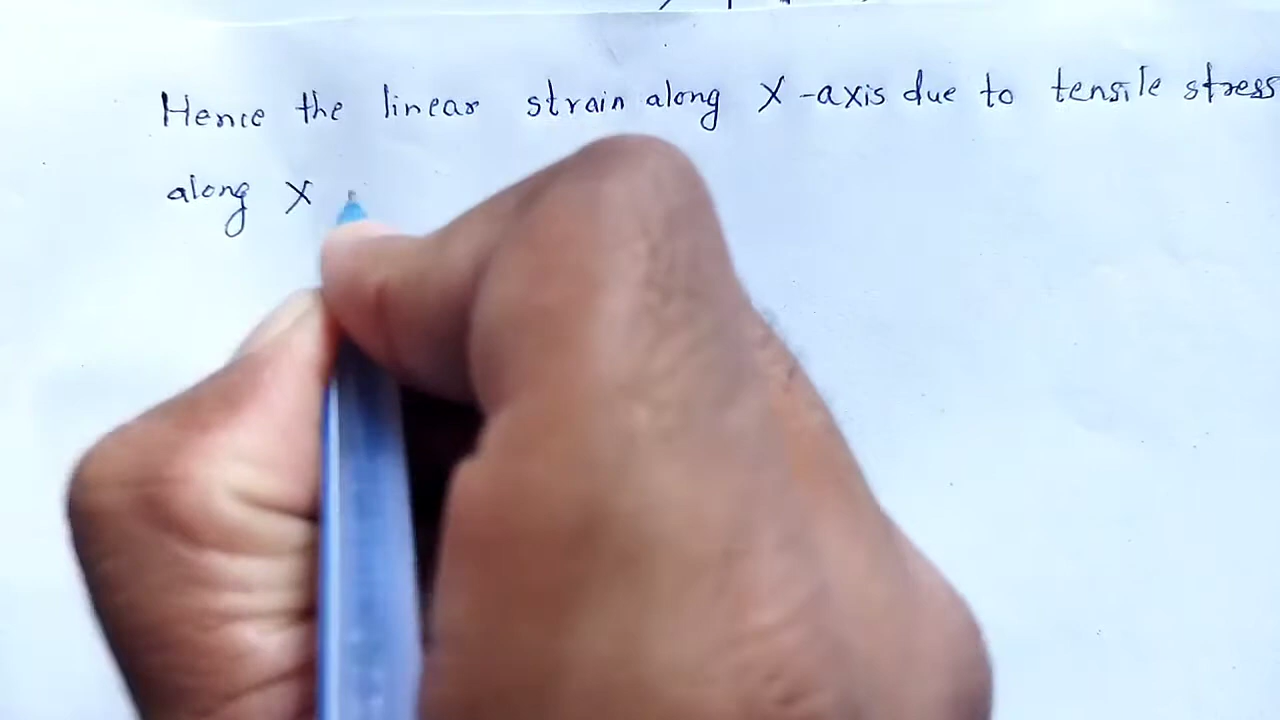 Hence the linear strain along X-axis due to tensile stress
along X